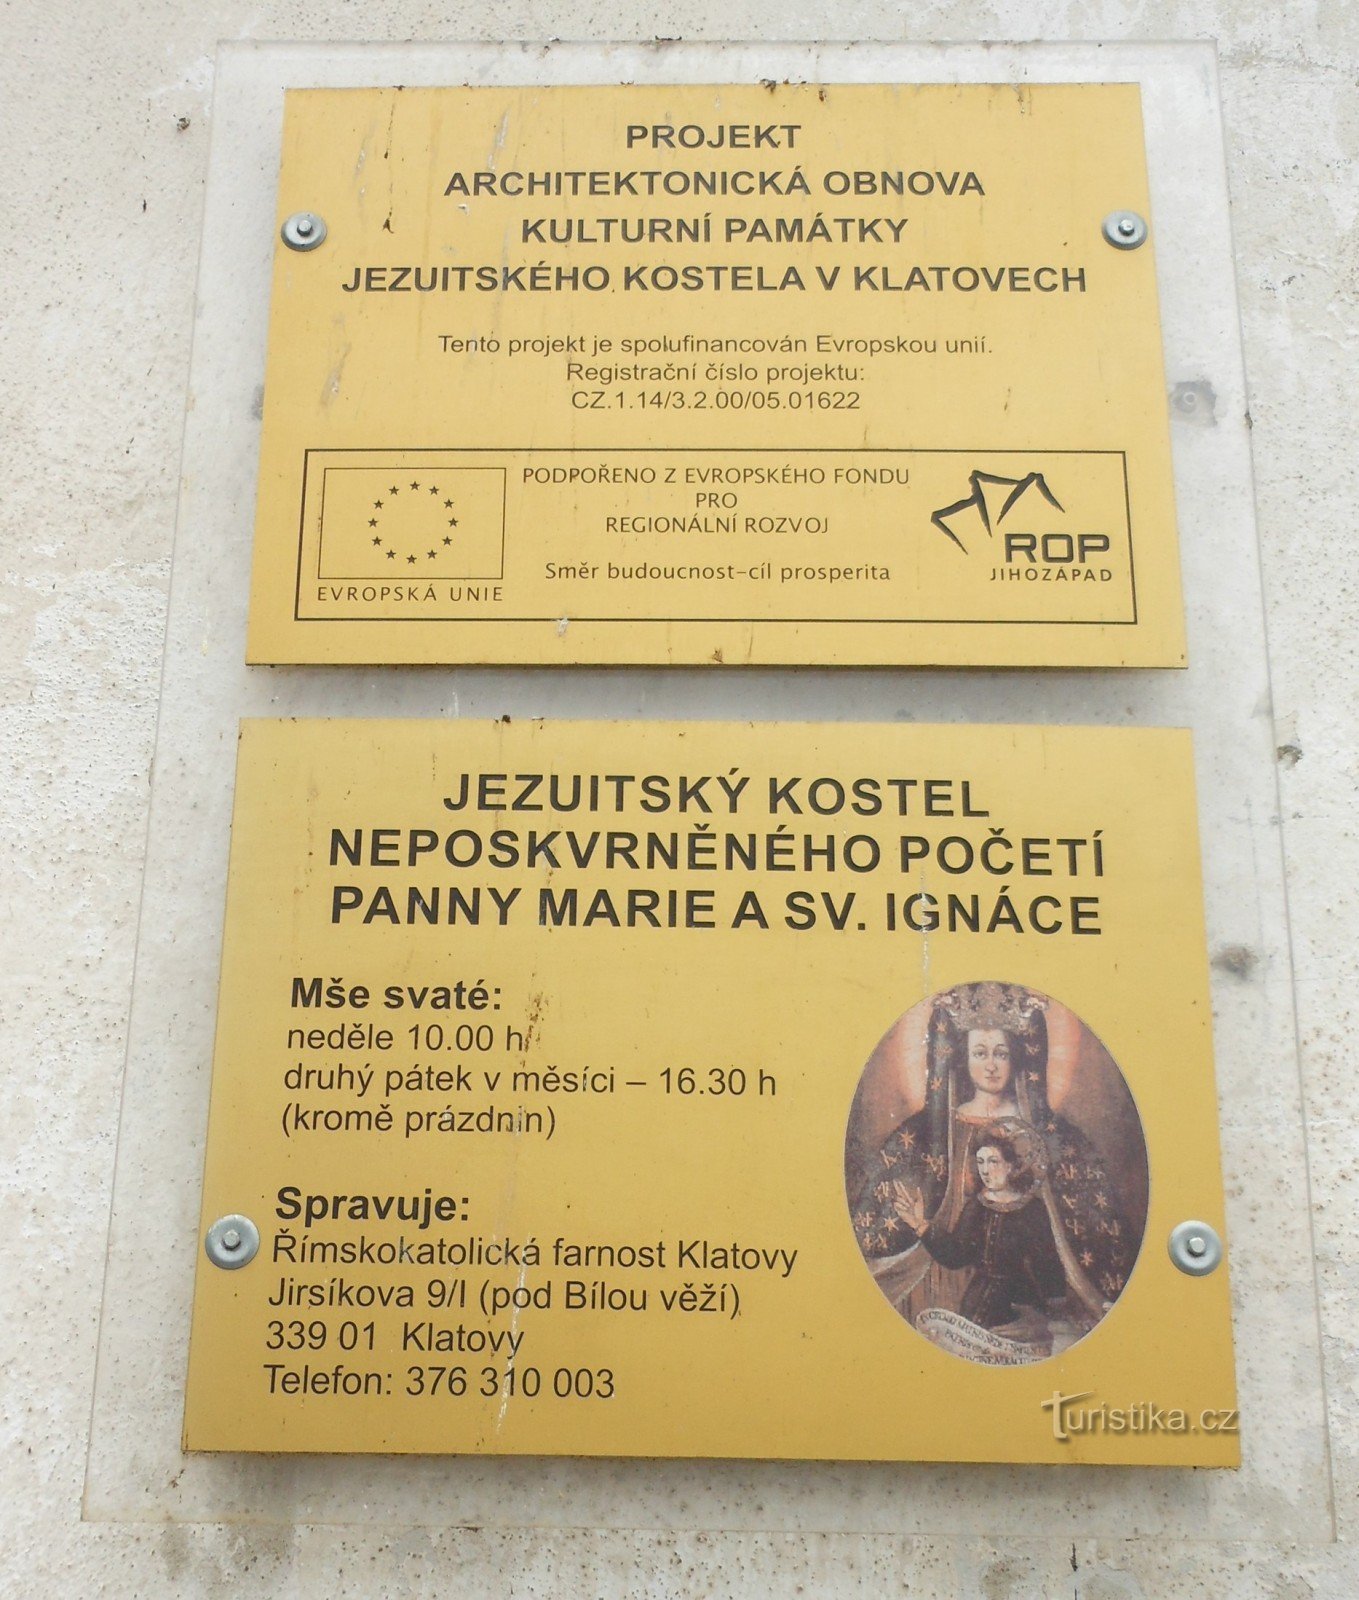 PROJEKT
ARCHITEKTONICKÁ OBNOVA
KULTURNÍ PAMÁTKY
JEZUITSKÉHO KOSTELA V KLATOVECH
Tento projekt je spolufinancován Evropskou unií.
Registrační číslo projektu:
CZ.1.14/3.2.00/05.01622
EVROPSKÁ UNIE
PODPOŘENO Z EVROPSKÉHO FONDU
PRO
REGIONÁLNÍ ROZVOJ
Směr budoucnost-cíl prosperita
ROP
JIHOZÁPAD
JEZUITSKÝ KOSTEL
NEPOSKVRNĚNÉHO POČETÍ
PANNY MARIE A SV. IGNÁCE
Mše svaté:
neděle 10.00 h
druhý pátek v měsíci – 16.30 h
(kromě prázdnin)
Spravuje:
Římskokatolická farnost Klatovy
Jirsíkova 9/I (pod Bílou věží)
339 01 Klatovy
Telefon: 376 310 003
Turistika.cz